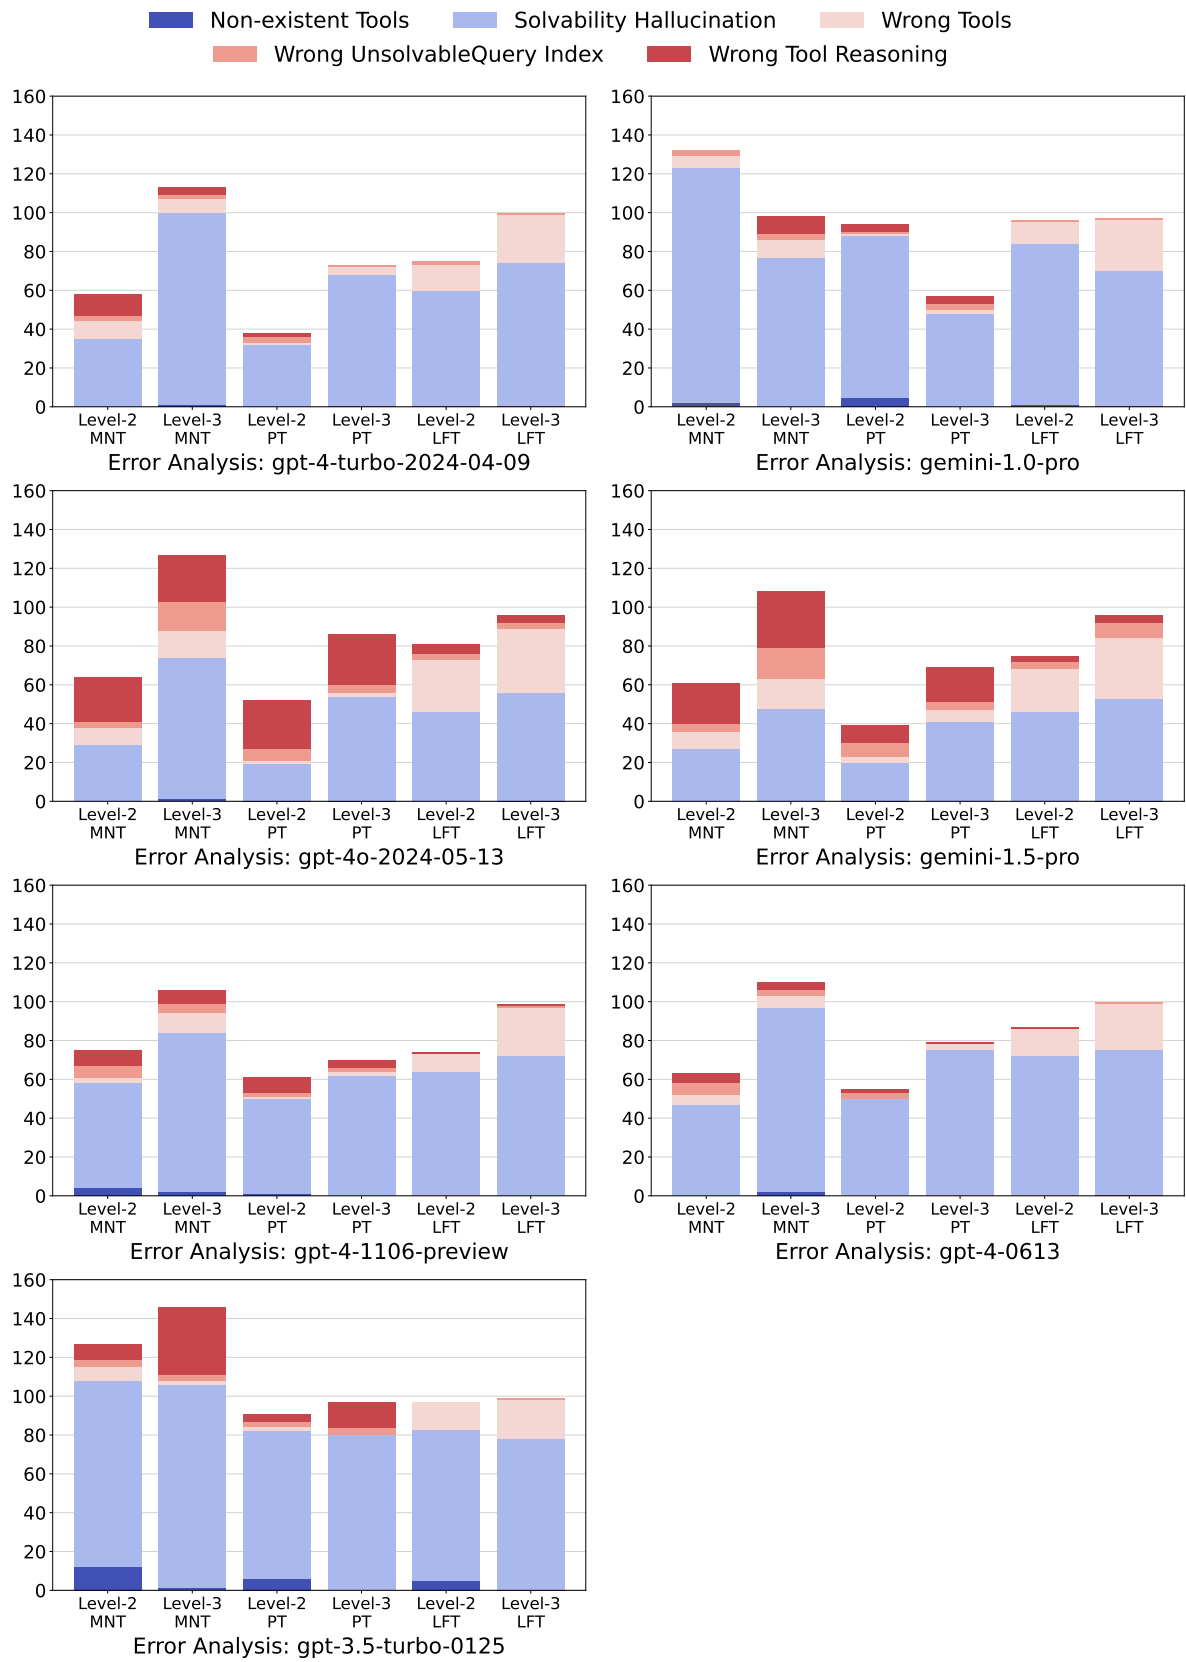 Non-existent Tools Solvability Hallucination Wrong Tools
Wrong UnsolvableQuery Index Wrong Tool Reasoning
160
140
120
100
80
60
40
20
0
Level-2 MNT
Level-3 MNT
Level-2 PT
Level-3 PT
Level-2 LFT
Level-3 LFT
Error Analysis: gpt-4-turbo-2024-04-09
160
140
120
100
80
60
40
20
0
Level-2 MNT
Level-3 MNT
Level-2 PT
Level-3 PT
Level-2 LFT
Level-3 LFT
Error Analysis: gemini-1.0-pro
160
140
120
100
80
60
40
20
0
Level-2 MNT
Level-3 MNT
Level-2 PT
Level-3 PT
Level-2 LFT
Level-3 LFT
Error Analysis: gpt-4o-2024-05-13
160
140
120
100
80
60
40
20
0
Level-2 MNT
Level-3 MNT
Level-2 PT
Level-3 PT
Level-2 LFT
Level-3 LFT
Error Analysis: gemini-1.5-pro
160
140
120
100
80
60
40
20
0
Level-2 MNT
Level-3 MNT
Level-2 PT
Level-3 PT
Level-2 LFT
Level-3 LFT
Error Analysis: gpt-4-1106-preview
160
140
120
100
80
60
40
20
0
Level-2 MNT
Level-3 MNT
Level-2 PT
Level-3 PT
Level-2 LFT
Level-3 LFT
Error Analysis: gpt-4-0613
160
140
120
100
80
60
40
20
0
Level-2 MNT
Level-3 MNT
Level-2 PT
Level-3 PT
Level-2 LFT
Level-3 LFT
Error Analysis: gpt-3.5-turbo-0125